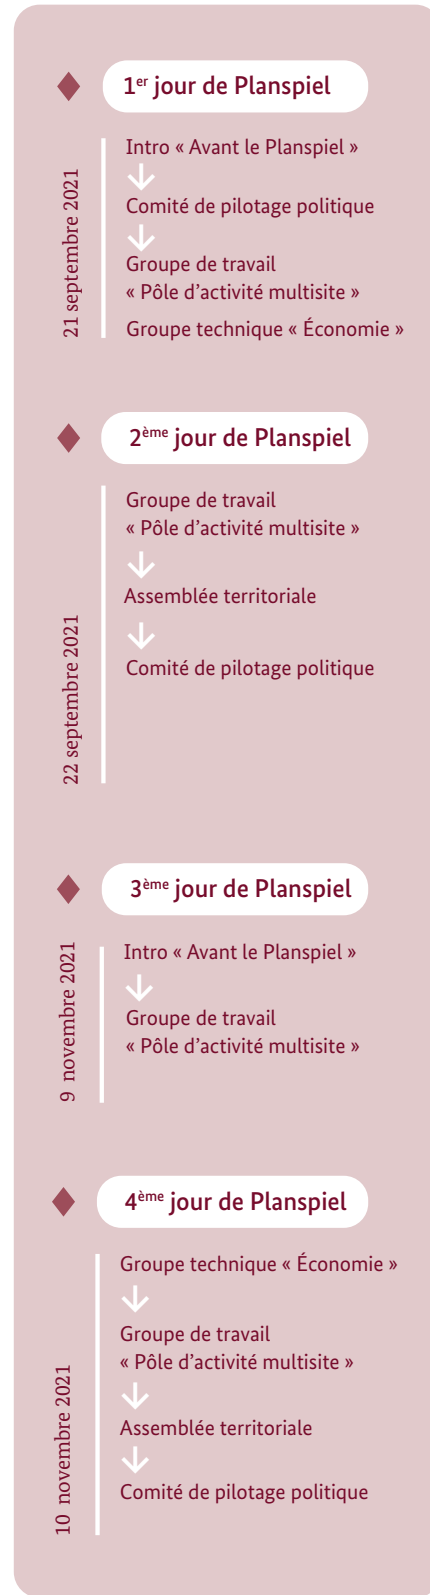 1er jour de Planspiel
21 septembre 2021
Intro « Avant le Planspiel »
Comité de pilotage politique
Groupe de travail
« Pôle d’activité multisite »
Groupe technique « Économie »
2ème jour de Planspiel
22 septembre 2021
Groupe de travail
« Pôle d’activité multisite »
Assemblée territoriale
Comité de pilotage politique
3ème jour de Planspiel
9 novembre 2021
Intro « Avant le Planspiel »
Groupe de travail
« Pôle d’activité multisite »
4ème jour de Planspiel
10 novembre 2021
Groupe technique « Économie »
Groupe de travail
« Pôle d’activité multisite »
Assemblée territoriale
Comité de pilotage politique